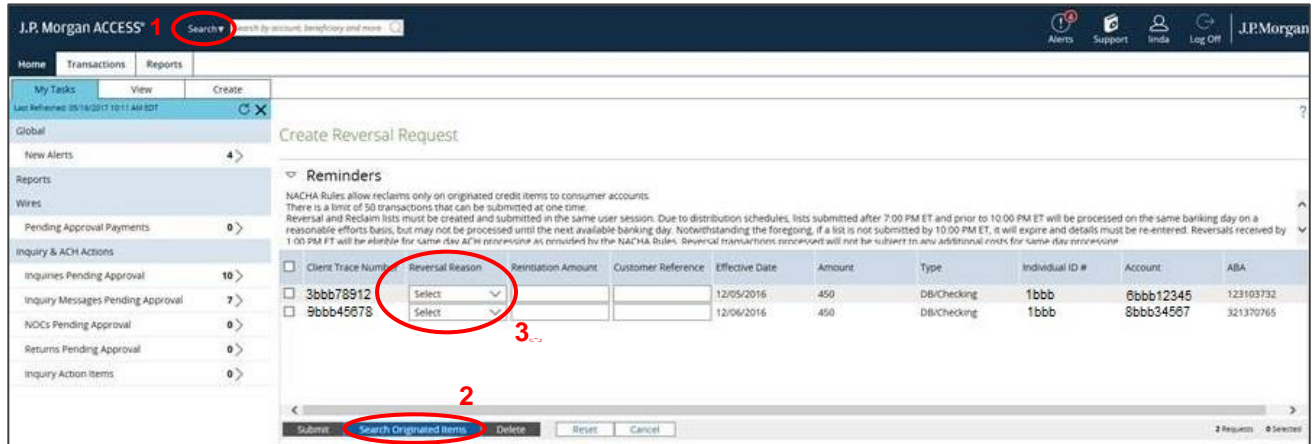 J.P. Morgan ACCESS® 1 Search▾ Search by account, beneficiary and more 4 Alerts Support linda Log Off J.P.Morgan
Home Transactions Reports
My Tasks View Create
Last Refreshed: 05/16/2017 10:11 AM EDT
?
Global
Create Reversal Request
New Alerts 4
Reminders
Reports
NACHA Rules allow reclaims only on originated credit items to consumer accounts.
There is a limit of 50 transactions that can be submitted at one time.
Wires
Reversal and Reclaim lists must be created and submitted in the same user session. Due to distribution schedules, lists submitted after 7:00 PM ET and prior to 10:00 PM ET will be processed on the same banking day on a
reasonable efforts basis, but may not be processed until the next available banking day. Notwithstanding the foregoing, if a list is not submitted by 10:00 PM ET, it will expire and details must be re-entered. Reversals received by
1:00 PM ET will be eligible for same day ACH processing as provided by the NACHA Rules. Reversal transactions processed will not be subject to any additional costs for same day processing
Pending Approval Payments 0
Inquiry & ACH Actions
Inquiries Pending Approval 10
Inquiry Messages Pending Approval 7
NOCs Pending Approval 0
Returns Pending Approval 0
Inquiry Action Items 0
Client Trace Number Reversal Reason Reintiation Amount Customer Reference Effective Date Amount Type Individual ID # Account ABA
3bbb78912 Select 12/05/2016 450 DB/Checking 1bbb 6bbb12345 123103732
9bbb45678 Select 12/06/2016 450 DB/Checking 1bbb 8bbb34567 321370765
3
2
Submit Search Originated Items Delete Reset Cancel 2 Requests 0 Selected